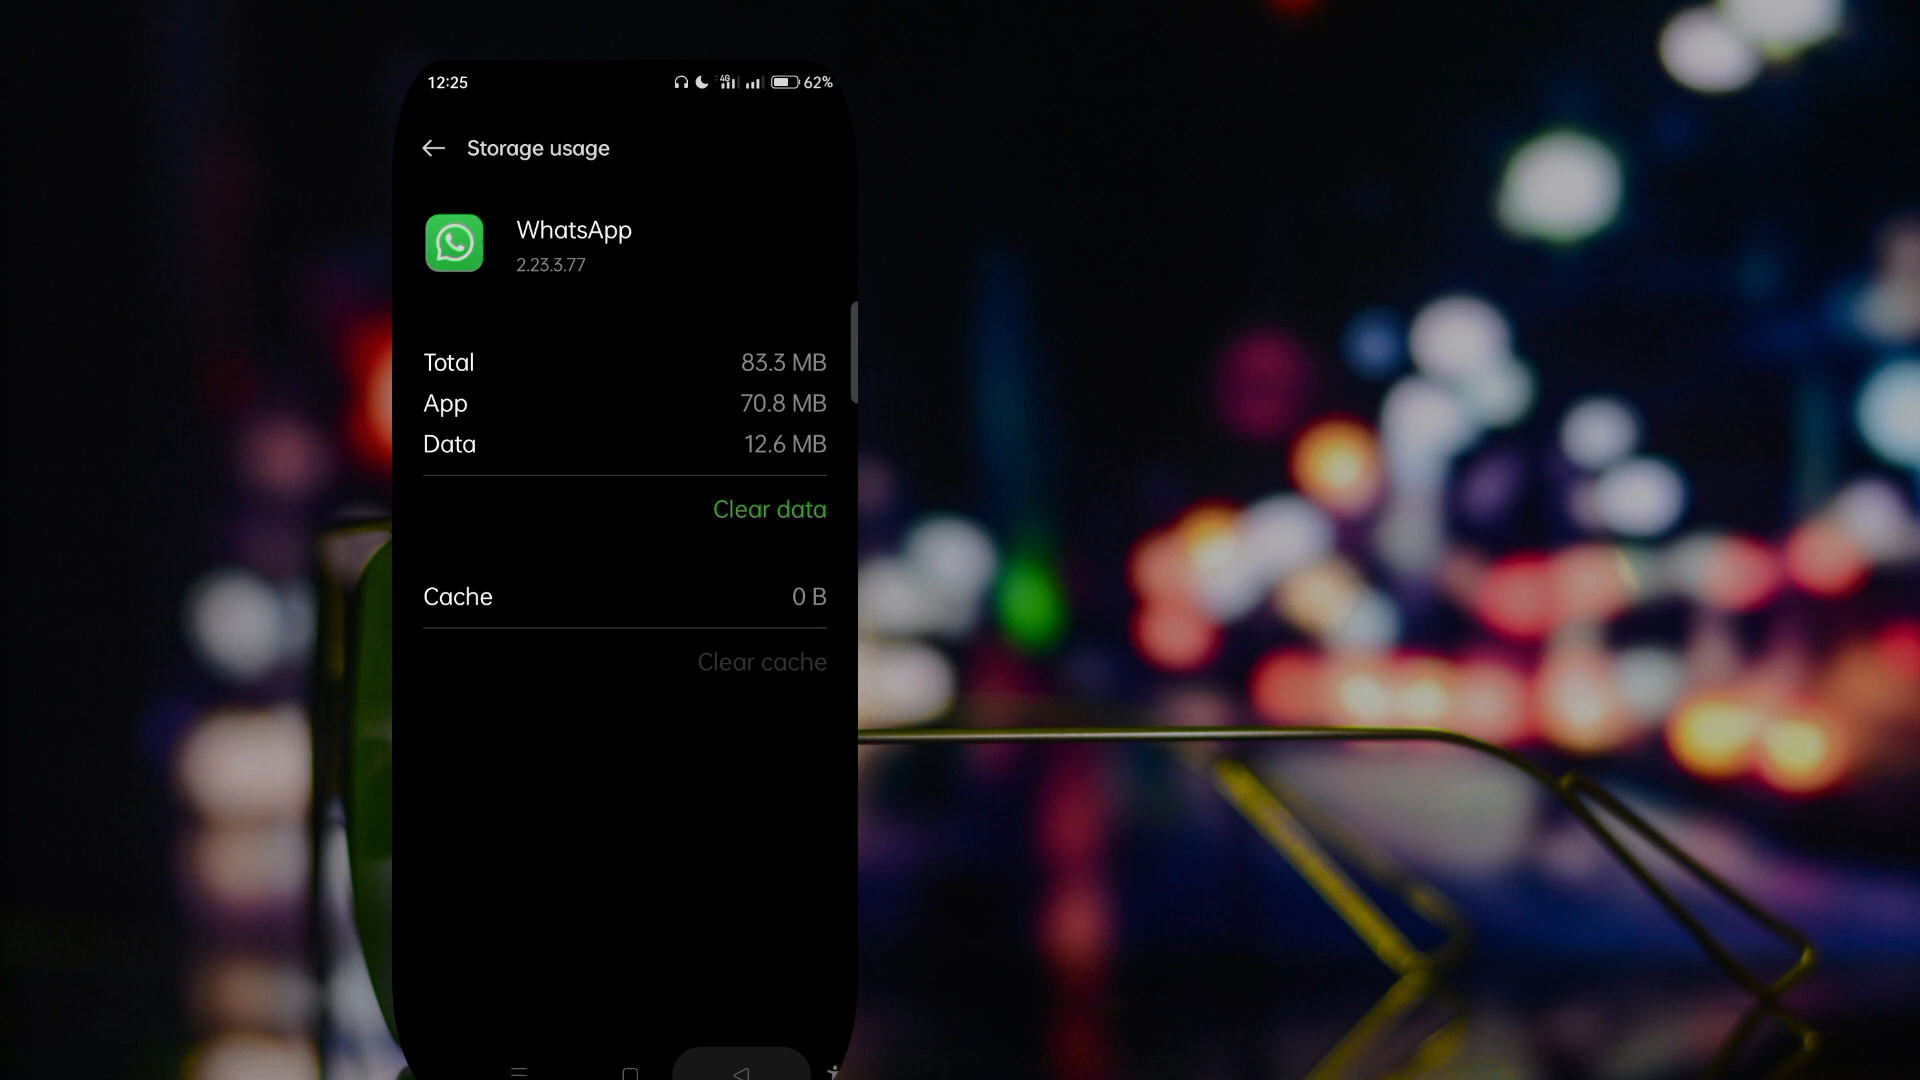 12:25 4G 62%
Storage usage
WhatsApp
2.23.3.77
Total 83.3 MB
App 70.8 MB
Data 12.6 MB
Clear data
Cache 0 B
Clear cache